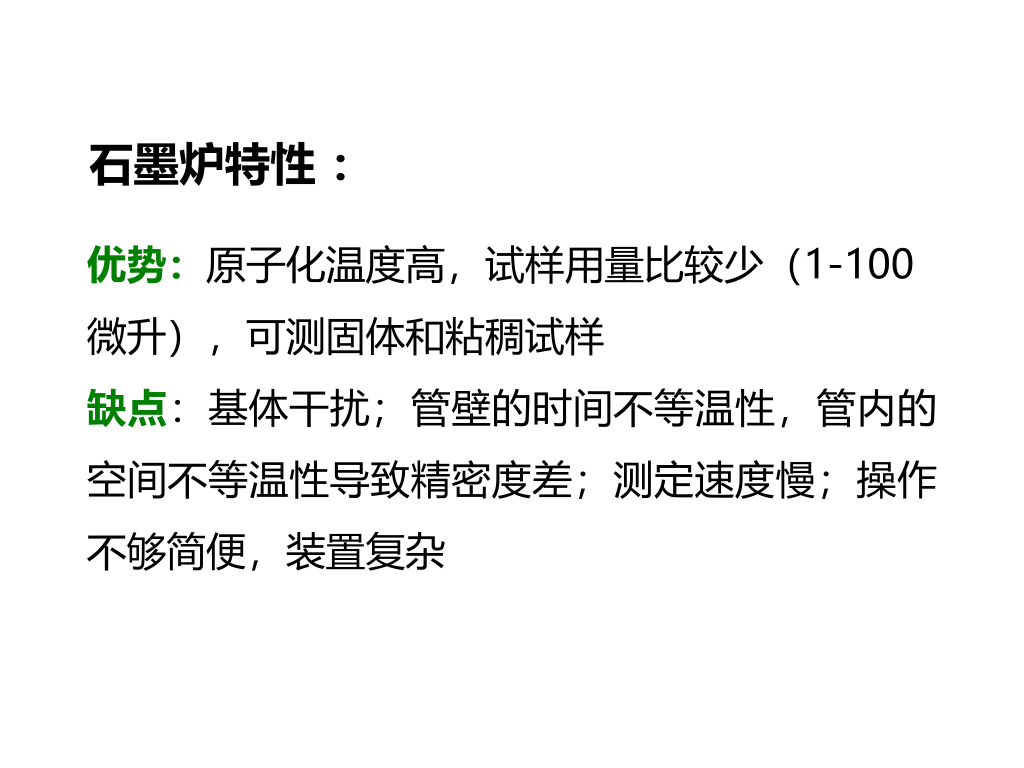 石墨炉特性：
优势：原子化温度高，试样用量比较少（1-100
微升），可测固体和粘稠试样
缺点：基体干扰；管壁的时间不等温性，管内的
空间不等温性导致精密度差；测定速度慢；操作
不够简便，装置复杂